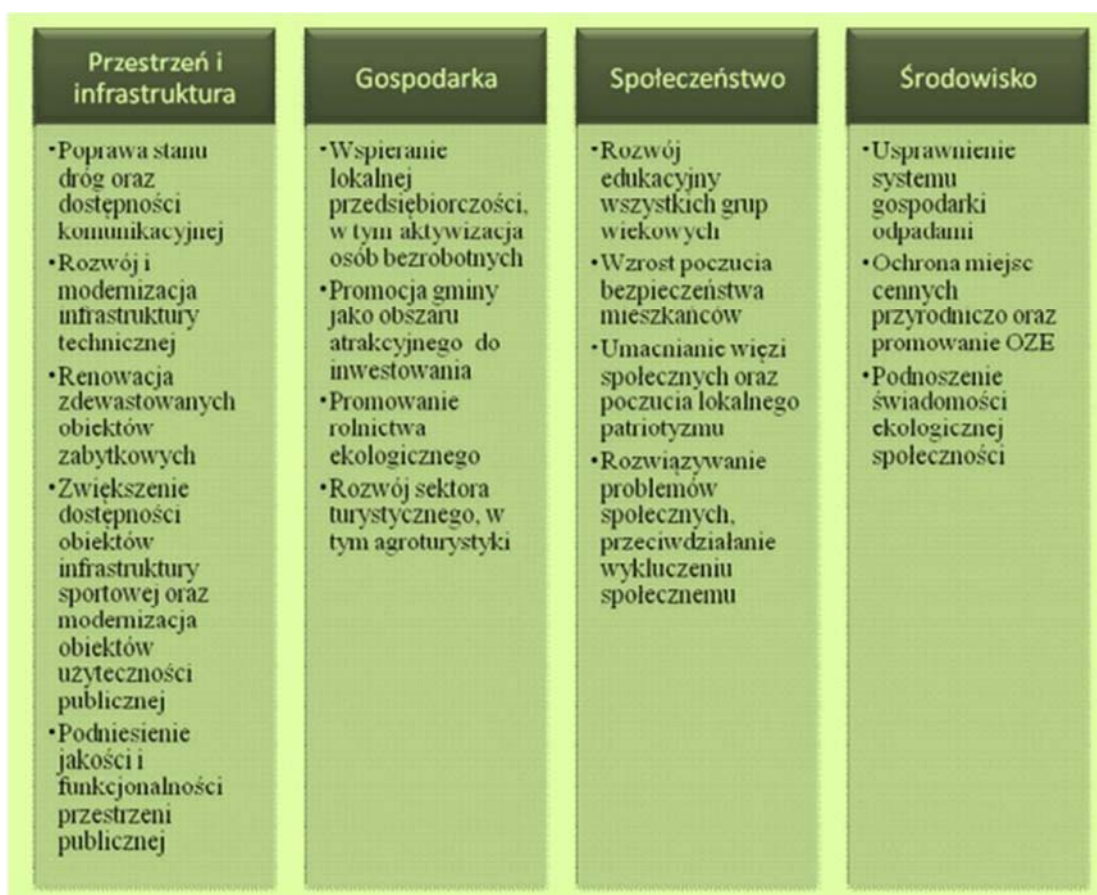 Przestrzeń i
infrastruktura
•Poprawa stanu
dróg oraz
dostępności
komunikacyjnej
•Rozwój i
modernizacja
infrastruktury
technicznej
•Renowacja
zdewastowanych
obiektów
zabytkowych
•Zwiększenie
dostępności
obiektów
infrastruktury
sportowej oraz
modernizacja
obiektów
użyteczności
publicznej
•Podniesienie
jakości i
funkcjonalności
przestrzeni
publicznej
Gospodarka
•Wspieranie
lokalnej
przedsiębiorczości,
w tym aktywizacja
osób bezrobotnych
•Promocja gminy
jako obszaru
atrakcyjnego do
inwestowania
•Promowanie
rolnictwa
ekologicznego
•Rozwój sektora
turystycznego, w
tym agroturystyki
Społeczeństwo
•Rozwój
edukacyjny
wszystkich grup
wiekowych
•Wzrost poczucia
bezpieczeństwa
mieszkańców
•Umacnianie więzi
społecznych oraz
poczucia lokalnego
patriotyzmu
•Rozwiązywanie
problemów
społecznych,
przeciwdziałanie
wykluczeniu
społecznemu
Środowisko
•Usprawnienie
systemu
gospodarki
odpadami
•Ochrona miejsc
cennych
przyrodniczo oraz
promowanie OZE
•Podnoszenie
świadomości
ekologicznej
społeczności